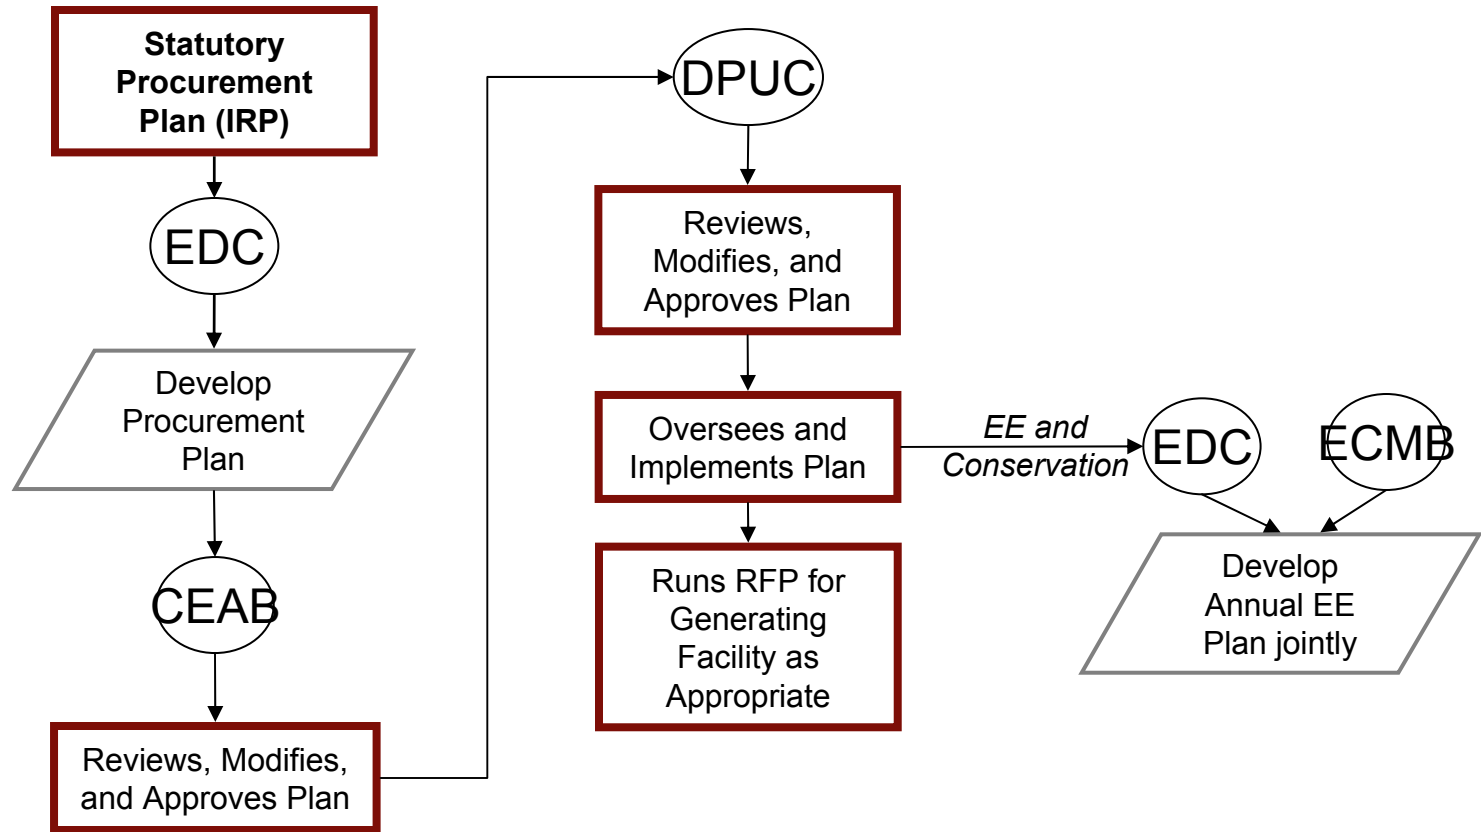 Statutory
Procurement
Plan (IRP)
EDC
Develop
Procurement
Plan
CEAB
Reviews, Modifies,
and Approves Plan
DPUC
Reviews,
Modifies, and
Approves Plan
Oversees and
Implements Plan
Runs RFP for
Generating
Facility as
Appropriate
EE and
Conservation
EDC
ECMB
Develop
Annual EE
Plan jointly